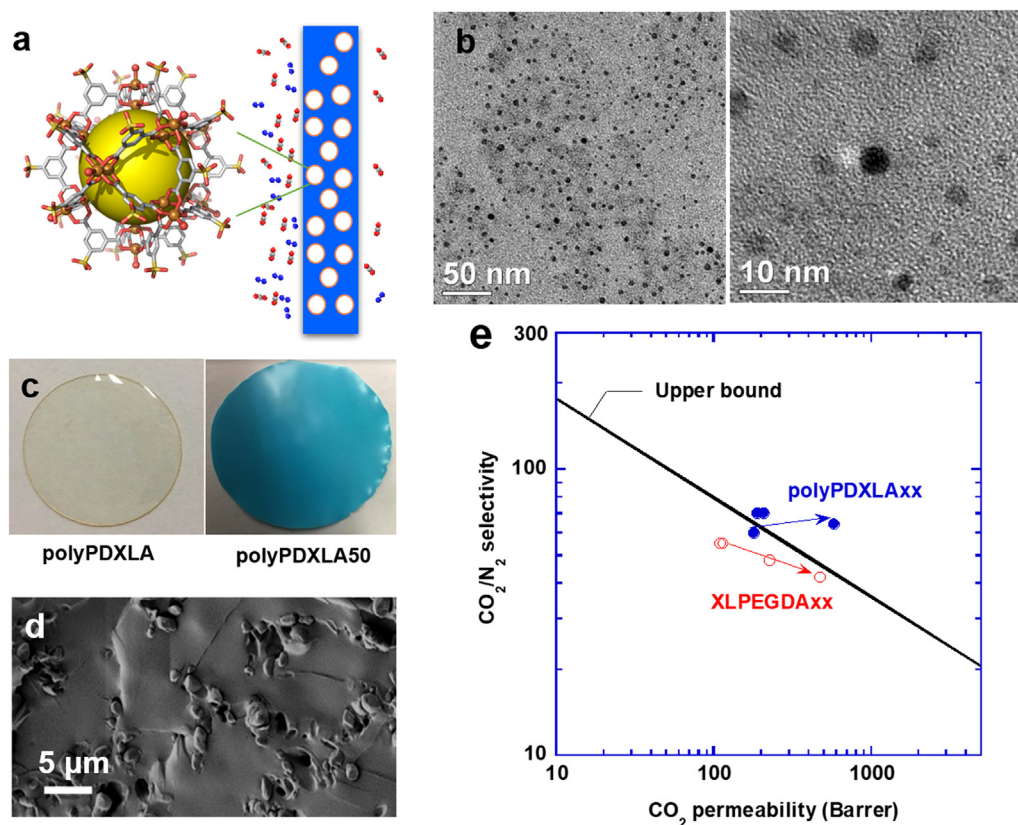 a
b
50 nm
10 nm
c
polyPDXLA
polyPDXLA50
d
5 µm
e
300
100
10
CO₂/N₂ selectivity
Upper bound
polyPDXLAxx
XLPEGDAxx
10
100
1000
CO₂ permeability (Barrer)